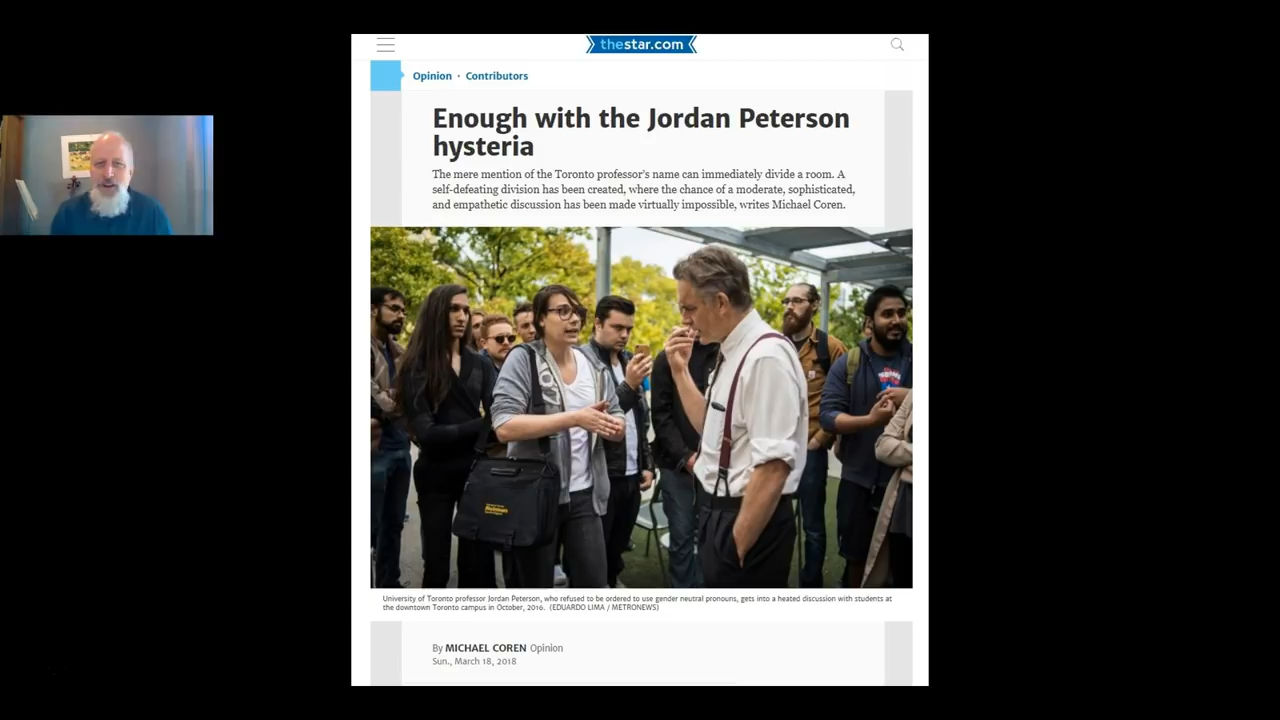 thestar.com
Opinion · Contributors
Enough with the Jordan Peterson
hysteria
The mere mention of the Toronto professor's name can immediately divide a room. A
self-defeating division has been created, where the chance of a moderate, sophisticated,
and empathetic discussion has been made virtually impossible, writes Michael Coren.
University of Toronto professor Jordan Peterson, who refused to be ordered to use gender neutral pronouns, gets into a heated discussion with students at
the downtown Toronto campus in October, 2016. (EDUARDO LIMA / METRONEWS)
By MICHAEL COREN Opinion
Sun., March 18, 2018